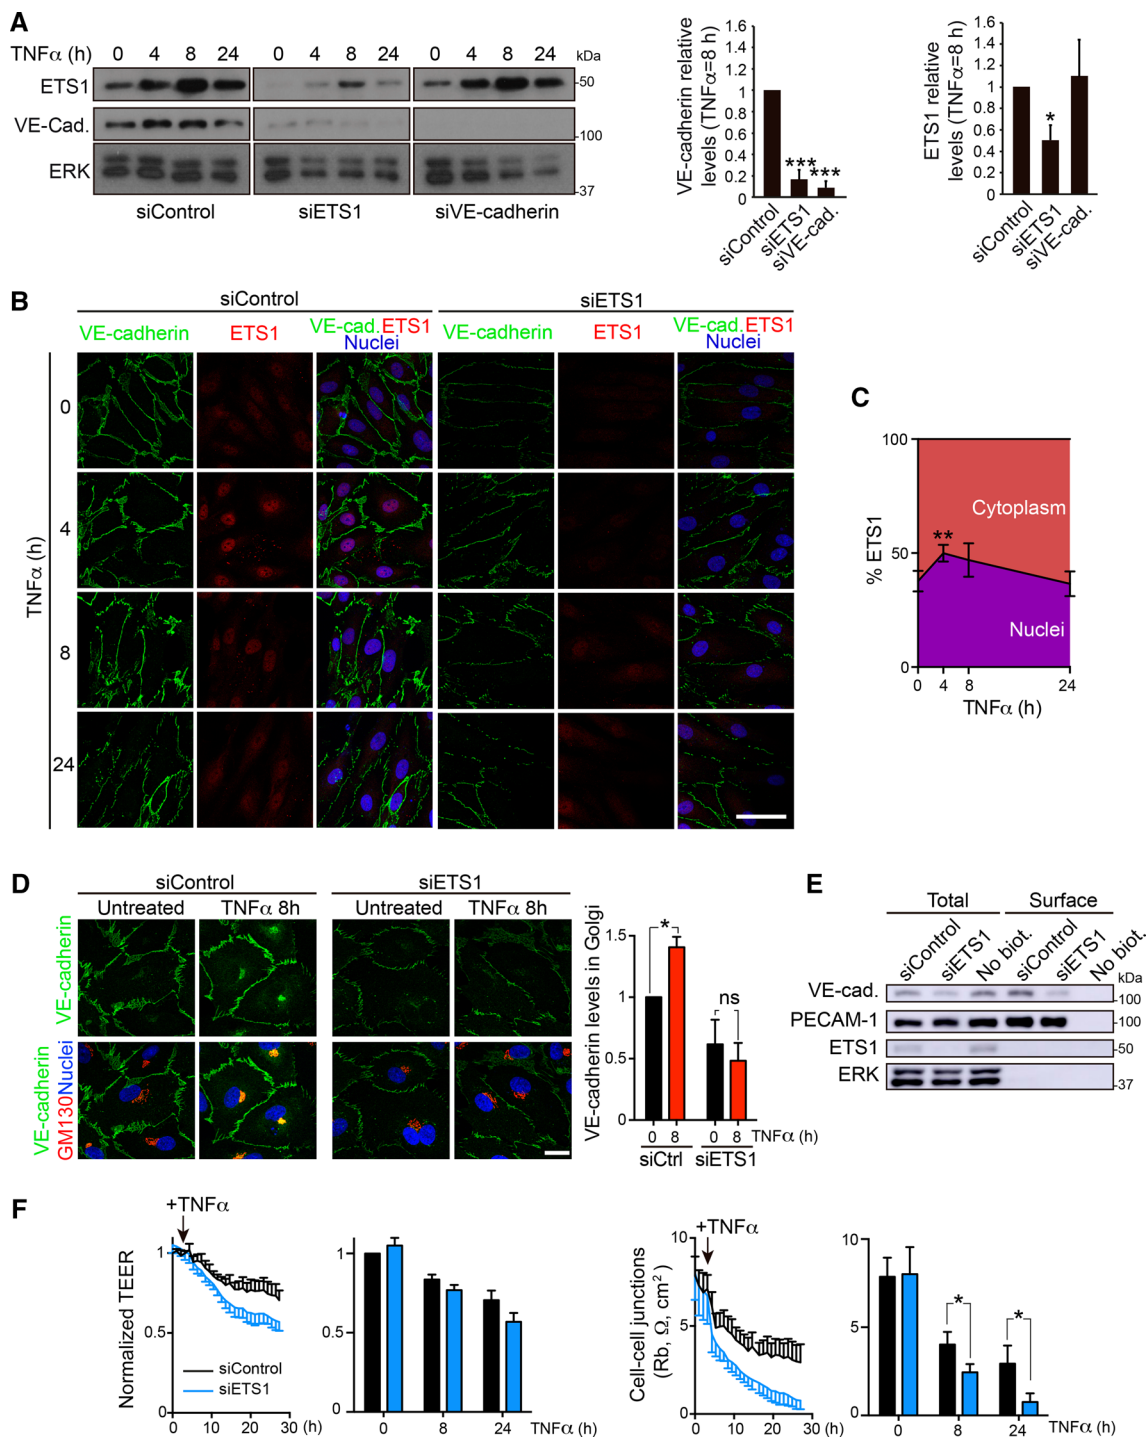 A
TNFα (h) 0 4 8 24 0 4 8 24 0 4 8 24 kDa
ETS1 -50
VE-Cad. -100
ERK -37
siControl siETS1 siVE-cadherin
VE-cadherin relative
levels (TNFα=8 h)
1.6
1.4
1.2
1
0.8
0.6
0.4
0.2
0
*** ***
siControl
siETS1
siVE-cad.
ETS1 relative
levels (TNFα=8 h)
1.6
1.4
1.2
1
0.8
0.6
0.4
0.2
0
*
siControl
siETS1
siVE-cad.
B
siControl siETS1
VE-cadherin ETS1 VE-cad. ETS1 Nuclei VE-cadherin ETS1 VE-cad. ETS1 Nuclei
TNFα (h)
0
4
8
24
C
% ETS1
100
50
0
**
Cytoplasm
Nuclei
0 4 8 24
TNFα (h)
D
siControl siETS1
Untreated TNFα 8h Untreated TNFα 8h
VE-cadherin
VE-cadherin
GM130 Nuclei
VE-cadherin levels in Golgi
1.5
1
0.5
0
*
ns
0 8 0 8 TNFα (h)
siCtrl siETS1
E
Total Surface
siControl siETS1 No biot. siControl siETS1 No biot.
kDa
VE-cad. -100
PECAM-1 -100
ETS1 -50
ERK -37
F
+TNFα
Normalized TEER
1
0.5
0
siControl
siETS1
0 10 20 30 (h)
1
0.5
0
0 8 24 TNFα (h)
+TNFα
Cell-cell junctions
(Rb, Ω, cm²)
10
5
0
0 10 20 30 (h)
10
5
0
* *
0 8 24 TNFα (h)